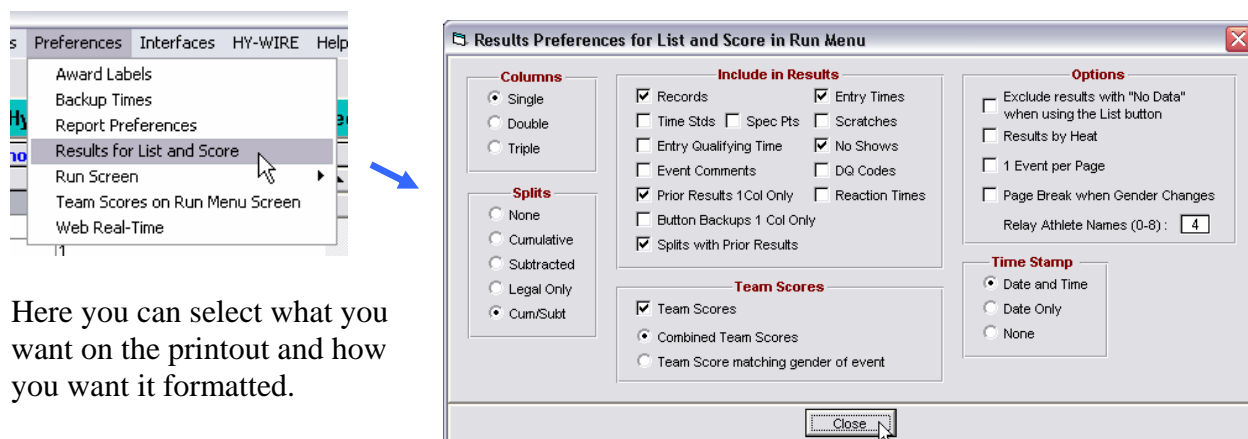 Preferences Interfaces HY-WIRE Help
Award Labels
Backup Times
Report Preferences
Results for List and Score
Run Screen
Team Scores on Run Menu Screen
Web Real-Time
Here you can select what you
want on the printout and how
you want it formatted.
Results Preferences for List and Score in Run Menu
Columns
Single
Double
Triple
Splits
None
Cumulative
Subtracted
Legal Only
Cum/Subt
Include in Results
Records Entry Times
Time Stds Spec Pts Scratches
Entry Qualifying Time No Shows
Event Comments DQ Codes
Prior Results 1Col Only Reaction Times
Button Backups 1 Col Only
Splits with Prior Results
Team Scores
Team Scores
Combined Team Scores
Team Score matching gender of event
Options
Exclude results with "No Data"
when using the List button
Results by Heat
1 Event per Page
Page Break when Gender Changes
Relay Athlete Names (0-8) : 4
Time Stamp
Date and Time
Date Only
None
Close